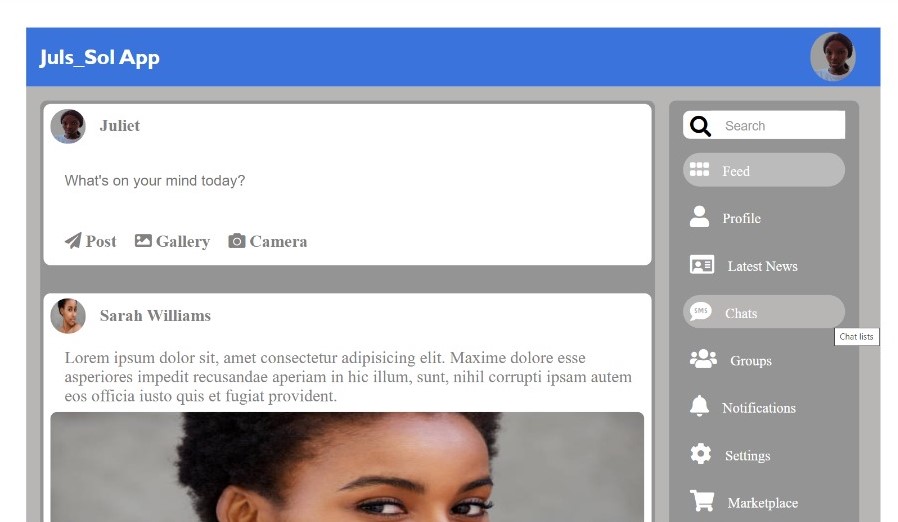 Juls_Sol App
Juliet
What's on your mind today?
Post Gallery Camera
Sarah Williams
Lorem ipsum dolor sit, amet consectetur adipisicing elit. Maxime dolore esse
asperiores impedit recusandae aperiam in hic illum, sunt, nihil corrupti ipsam autem
eos officia iusto quis et fugiat provident.
Search
Feed
Profile
Latest News
SMS Chats
Chat lists
Groups
Notifications
Settings
Marketplace